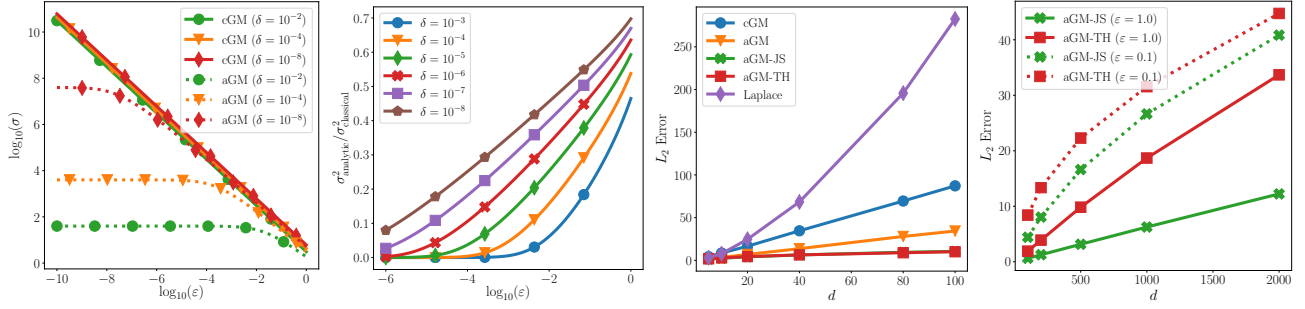 cGM (δ = 10⁻²)
cGM (δ = 10⁻⁴)
cGM (δ = 10⁻⁸)
aGM (δ = 10⁻²)
aGM (δ = 10⁻⁴)
aGM (δ = 10⁻⁸)
log₁₀(σ)
10
8
6
4
2
0
−10
−8
−6
−4
−2
0
log₁₀(ε)
δ = 10⁻³
δ = 10⁻⁴
δ = 10⁻⁵
δ = 10⁻⁶
δ = 10⁻⁷
δ = 10⁻⁸
σ²analytic/σ²classical
0.7
0.6
0.5
0.4
0.3
0.2
0.1
0.0
−6
−4
−2
0
log₁₀(ε)
cGM
aGM
aGM-JS
aGM-TH
Laplace
L₂ Error
250
200
150
100
50
0
20
40
60
80
100
d
aGM-JS (ε = 1.0)
aGM-TH (ε = 1.0)
aGM-JS (ε = 0.1)
aGM-TH (ε = 0.1)
L₂ Error
40
30
20
10
0
500
1000
1500
2000
d